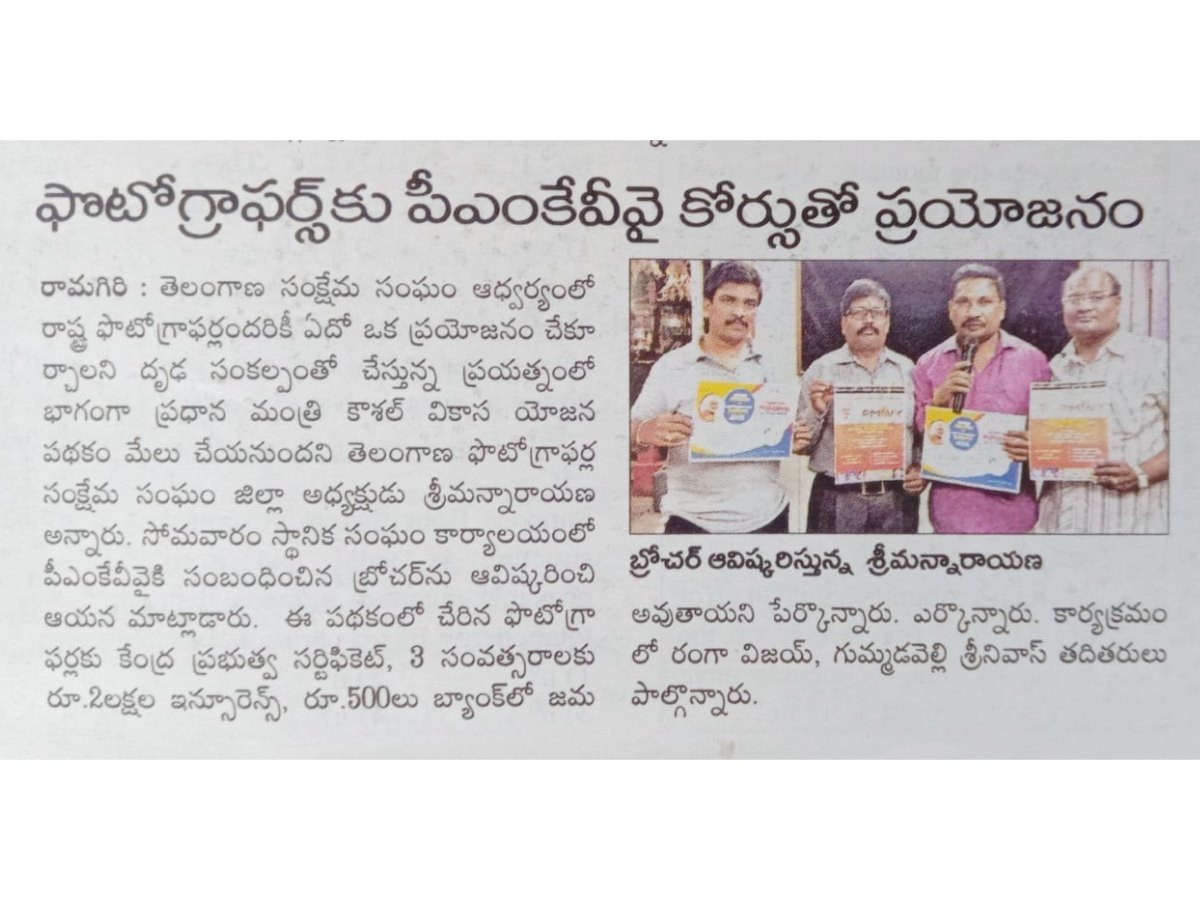 ఫొటోగ్రాఫర్స్‌కు పీఎంకేవీవై కోర్సుతో ప్రయోజనం
రామగిరి : తెలంగాణ సంక్షేమ సంఘం ఆధ్వర్యంలో
రాష్ట్ర ఫొటోగ్రాఫర్లందరికీ ఏదో ఒక ప్రయోజనం చేకూ
ర్చాలని దృఢ సంకల్పంతో చేస్తున్న ప్రయత్నంలో
భాగంగా ప్రధాన మంత్రి కౌశల్ వికాస యోజన
పథకం మేలు చేయనుందని తెలంగాణ ఫొటోగ్రాఫర్ల
సంక్షేమ సంఘం జిల్లా అధ్యక్షుడు శ్రీమన్నారాయణ
అన్నారు. సోమవారం స్థానిక సంఘం కార్యాలయంలో
పీఎంకేవీవైకి సంబంధించిన బ్రోచర్‌ను ఆవిష్కరించి
ఆయన మాట్లాడారు. ఈ పథకంలో చేరిన ఫొటోగ్రా
ఫర్లకు కేంద్ర ప్రభుత్వ సర్టిఫికెట్, 3 సంవత్సరాలకు
రూ.2లక్షల ఇన్సూరెన్స్, రూ.500లు బ్యాంక్‌లో జమ
PMKVY
బ్రోచర్ ఆవిష్కరిస్తున్న శ్రీమన్నారాయణ
అవుతాయని పేర్కొన్నారు. ఎర్కొన్నారు. కార్యక్రమం
లో రంగా విజయ్, గుమ్మడవెల్లి శ్రీనివాస్ తదితరులు
పాల్గొన్నారు.